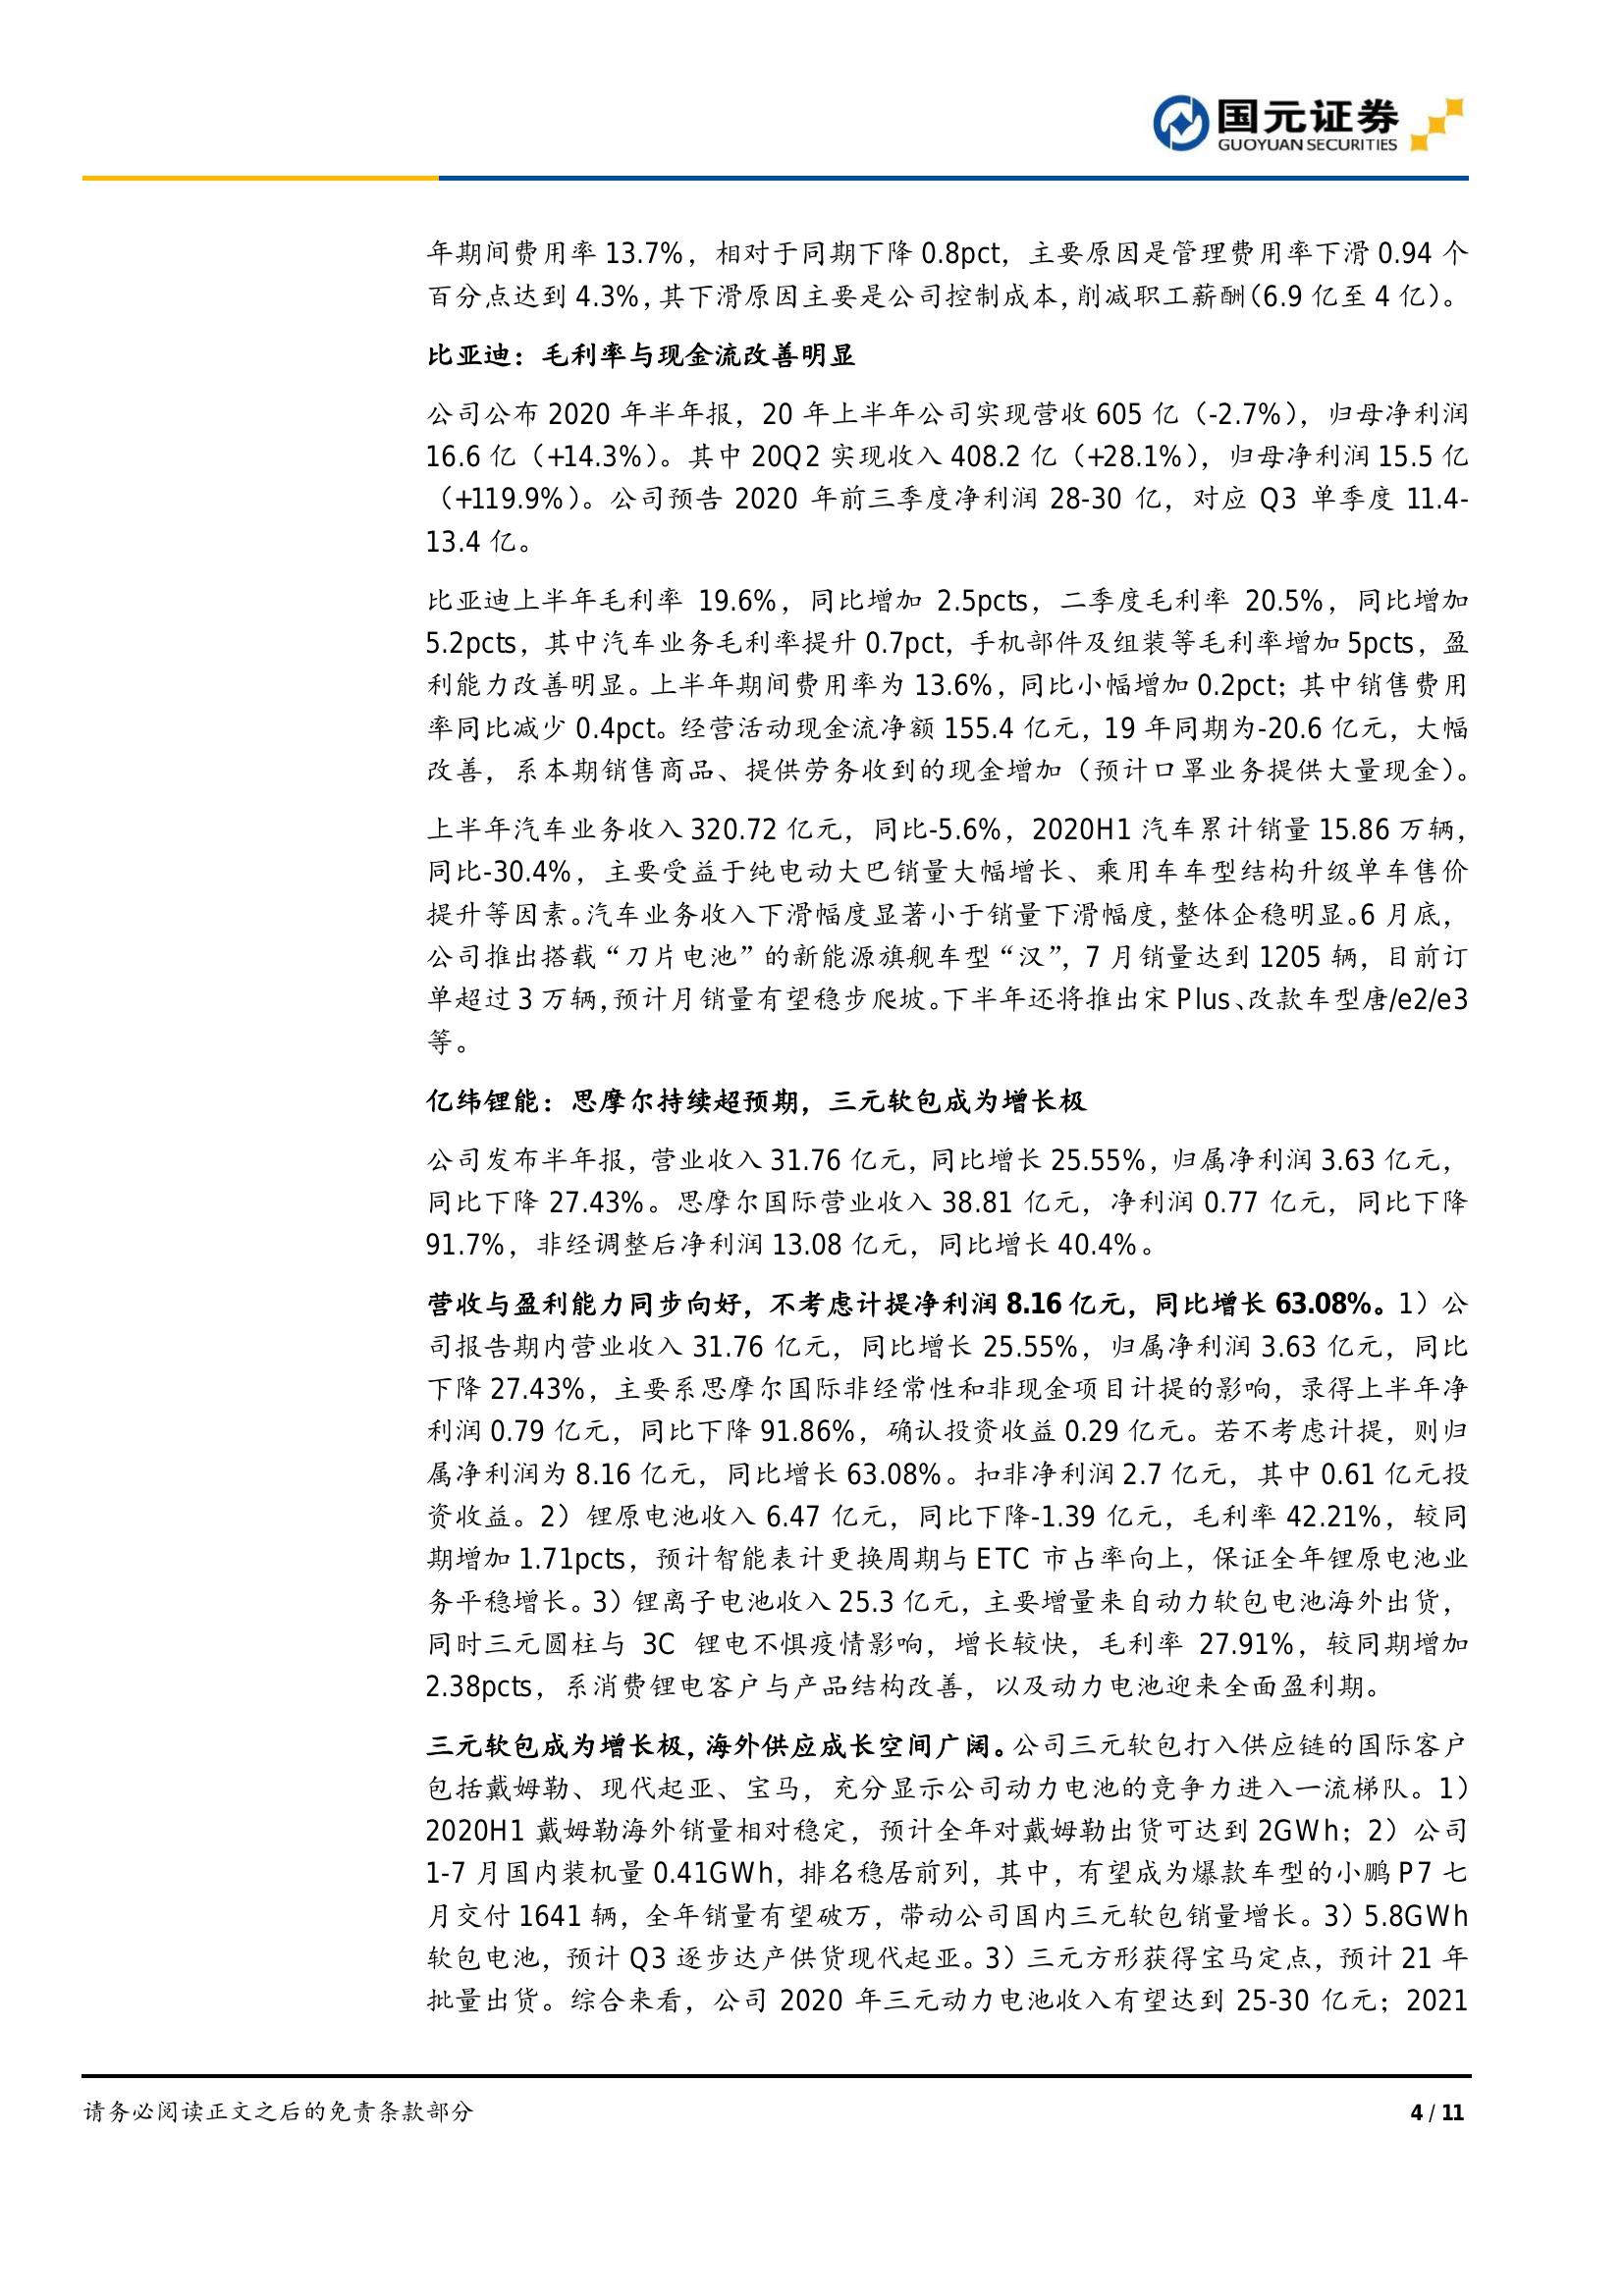 国元证券
GUOYUAN SECURITIES
年期间费用率 13.7%，相对于同期下降 0.8pct，主要原因是管理费用率下滑 0.94 个
百分点达到 4.3%，其下滑原因主要是公司控制成本，削减职工薪酬（6.9 亿至 4 亿）。
比亚迪：毛利率与现金流改善明显
公司公布 2020 年半年报，20 年上半年公司实现营收 605 亿（-2.7%），归母净利润
16.6 亿（+14.3%）。其中 20Q2 实现收入 408.2 亿（+28.1%），归母净利润 15.5 亿
（+119.9%）。公司预告 2020 年前三季度净利润 28-30 亿，对应 Q3 单季度 11.4-
13.4 亿。
比亚迪上半年毛利率 19.6%，同比增加 2.5pcts，二季度毛利率 20.5%，同比增加
5.2pcts，其中汽车业务毛利率提升 0.7pct，手机部件及组装等毛利率增加 5pcts，盈
利能力改善明显。上半年期间费用率为 13.6%，同比小幅增加 0.2pct；其中销售费用
率同比减少 0.4pct。经营活动现金流净额 155.4 亿元，19 年同期为-20.6 亿元，大幅
改善，系本期销售商品、提供劳务收到的现金增加（预计口罩业务提供大量现金）。
上半年汽车业务收入 320.72 亿元，同比-5.6%，2020H1 汽车累计销量 15.86 万辆，
同比-30.4%，主要受益于纯电动大巴销量大幅增长、乘用车车型结构升级单车售价
提升等因素。汽车业务收入下滑幅度显著小于销量下滑幅度，整体企稳明显。6 月底，
公司推出搭载“刀片电池”的新能源旗舰车型“汉”，7 月销量达到 1205 辆，目前订
单超过 3 万辆，预计月销量有望稳步爬坡。下半年还将推出宋 Plus、改款车型唐/e2/e3
等。
亿纬锂能：思摩尔持续超预期，三元软包成为增长极
公司发布半年报，营业收入 31.76 亿元，同比增长 25.55%，归属净利润 3.63 亿元，
同比下降 27.43%。思摩尔国际营业收入 38.81 亿元，净利润 0.77 亿元，同比下降
91.7%，非经调整后净利润 13.08 亿元，同比增长 40.4%。
营收与盈利能力同步向好，不考虑计提净利润 8.16 亿元，同比增长 63.08%。1）公
司报告期内营业收入 31.76 亿元，同比增长 25.55%，归属净利润 3.63 亿元，同比
下降 27.43%，主要系思摩尔国际非经常性和非现金项目计提的影响，录得上半年净
利润 0.79 亿元，同比下降 91.86%，确认投资收益 0.29 亿元。若不考虑计提，则归
属净利润为 8.16 亿元，同比增长 63.08%。扣非净利润 2.7 亿元，其中 0.61 亿元投
资收益。2）锂原电池收入 6.47 亿元，同比下降-1.39 亿元，毛利率 42.21%，较同
期增加 1.71pcts，预计智能表计更换周期与 ETC 市占率向上，保证全年锂原电池业
务平稳增长。3）锂离子电池收入 25.3 亿元，主要增量来自动力软包电池海外出货，
同时三元圆柱与 3C 锂电不惧疫情影响，增长较快，毛利率 27.91%，较同期增加
2.38pcts，系消费锂电客户与产品结构改善，以及动力电池迎来全面盈利期。
三元软包成为增长极，海外供应成长空间广阔。公司三元软包打入供应链的国际客户
包括戴姆勒、现代起亚、宝马，充分显示公司动力电池的竞争力进入一流梯队。1）
2020H1 戴姆勒海外销量相对稳定，预计全年对戴姆勒出货可达到 2GWh；2）公司
1-7 月国内装机量 0.41GWh，排名稳居前列，其中，有望成为爆款车型的小鹏 P7 七
月交付 1641 辆，全年销量有望破万，带动公司国内三元软包销量增长。3）5.8GWh
软包电池，预计 Q3 逐步达产供货现代起亚。3）三元方形获得宝马定点，预计 21 年
批量出货。综合来看，公司 2020 年三元动力电池收入有望达到 25-30 亿元；2021
请务必阅读正文之后的免责条款部分
4 / 11